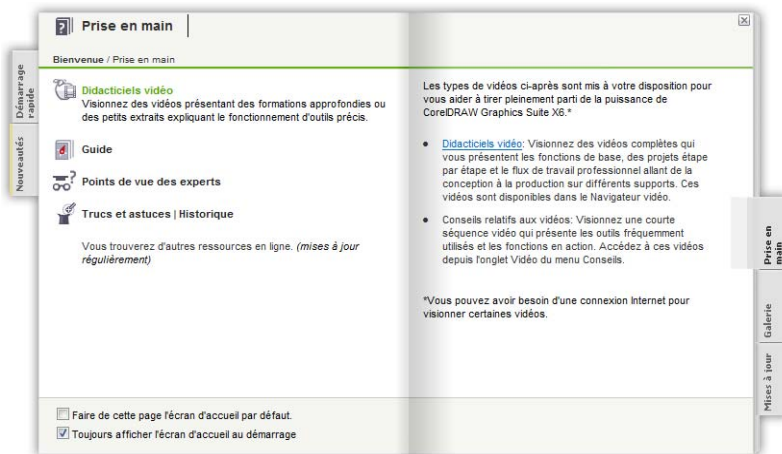 Prise en main
Bienvenue / Prise en main
Démarrage
rapide
Nouveautés
Didacticiels vidéo
Visionnez des vidéos présentant des formations approfondies ou
des petits extraits expliquant le fonctionnement d'outils précis.
Guide
Points de vue des experts
Trucs et astuces | Historique
Vous trouverez d'autres ressources en ligne. (mises à jour
régulièrement)
Faire de cette page l'écran d'accueil par défaut.
Toujours afficher l'écran d'accueil au démarrage
Les types de vidéos ci-après sont mis à votre disposition pour
vous aider à tirer pleinement parti de la puissance de
CorelDRAW Graphics Suite X6.*
• Didacticiels vidéo: Visionnez des vidéos complètes qui
vous présentent les fonctions de base, des projets étape
par étape et le flux de travail professionnel allant de la
conception à la production sur différents supports. Ces
vidéos sont disponibles dans le Navigateur vidéo.
• Conseils relatifs aux vidéos: Visionnez une courte
séquence vidéo qui présente les outils fréquemment
utilisés et les fonctions en action. Accédez à ces vidéos
depuis l'onglet Vidéo du menu Conseils.
*Vous pouvez avoir besoin d'une connexion Internet pour
visionner certaines vidéos.
Prise en
main
Galerie
Mises à jour